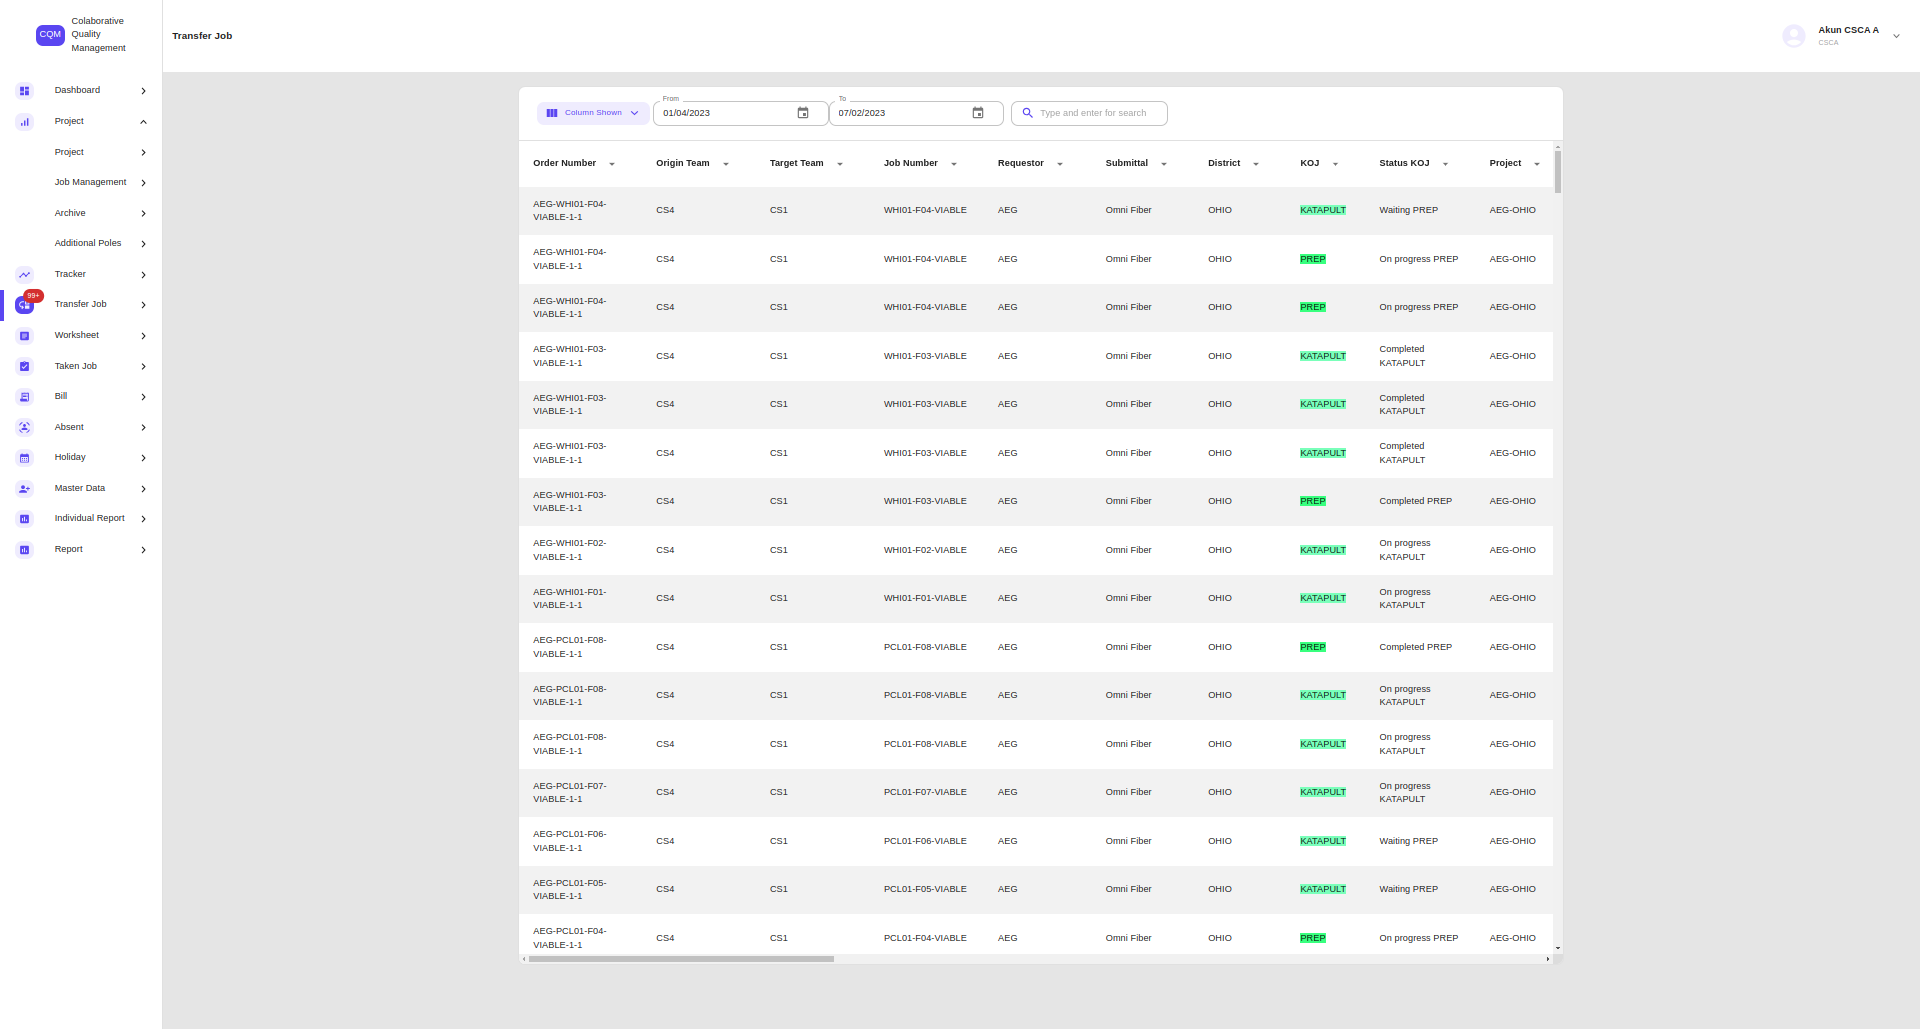 CQM
Colaborative
Quality
Management
Transfer Job
Akun CSCA A
CSCA
Dashboard
Project
Project
Job Management
Archive
Additional Poles
Tracker
99+
Transfer Job
Worksheet
Taken Job
Bill
Absent
Holiday
Master Data
Individual Report
Report
Column Shown
From
01/04/2023
To
07/02/2023
Type and enter for search
Order Number Origin Team Target Team Job Number Requestor Submittal District KOJ Status KOJ Project
AEG-WHI01-F04-
VIABLE-1-1 CS4 CS1 WHI01-F04-VIABLE AEG Omni Fiber OHIO KATAPULT Waiting PREP AEG-OHIO
AEG-WHI01-F04-
VIABLE-1-1 CS4 CS1 WHI01-F04-VIABLE AEG Omni Fiber OHIO PREP On progress PREP AEG-OHIO
AEG-WHI01-F04-
VIABLE-1-1 CS4 CS1 WHI01-F04-VIABLE AEG Omni Fiber OHIO PREP On progress PREP AEG-OHIO
AEG-WHI01-F03-
VIABLE-1-1 CS4 CS1 WHI01-F03-VIABLE AEG Omni Fiber OHIO KATAPULT Completed
KATAPULT AEG-OHIO
AEG-WHI01-F03-
VIABLE-1-1 CS4 CS1 WHI01-F03-VIABLE AEG Omni Fiber OHIO KATAPULT Completed
KATAPULT AEG-OHIO
AEG-WHI01-F03-
VIABLE-1-1 CS4 CS1 WHI01-F03-VIABLE AEG Omni Fiber OHIO KATAPULT Completed
KATAPULT AEG-OHIO
AEG-WHI01-F03-
VIABLE-1-1 CS4 CS1 WHI01-F03-VIABLE AEG Omni Fiber OHIO PREP Completed PREP AEG-OHIO
AEG-WHI01-F02-
VIABLE-1-1 CS4 CS1 WHI01-F02-VIABLE AEG Omni Fiber OHIO KATAPULT On progress
KATAPULT AEG-OHIO
AEG-WHI01-F01-
VIABLE-1-1 CS4 CS1 WHI01-F01-VIABLE AEG Omni Fiber OHIO KATAPULT On progress
KATAPULT AEG-OHIO
AEG-PCL01-F08-
VIABLE-1-1 CS4 CS1 PCL01-F08-VIABLE AEG Omni Fiber OHIO PREP Completed PREP AEG-OHIO
AEG-PCL01-F08-
VIABLE-1-1 CS4 CS1 PCL01-F08-VIABLE AEG Omni Fiber OHIO KATAPULT On progress
KATAPULT AEG-OHIO
AEG-PCL01-F08-
VIABLE-1-1 CS4 CS1 PCL01-F08-VIABLE AEG Omni Fiber OHIO KATAPULT On progress
KATAPULT AEG-OHIO
AEG-PCL01-F07-
VIABLE-1-1 CS4 CS1 PCL01-F07-VIABLE AEG Omni Fiber OHIO KATAPULT On progress
KATAPULT AEG-OHIO
AEG-PCL01-F06-
VIABLE-1-1 CS4 CS1 PCL01-F06-VIABLE AEG Omni Fiber OHIO KATAPULT Waiting PREP AEG-OHIO
AEG-PCL01-F05-
VIABLE-1-1 CS4 CS1 PCL01-F05-VIABLE AEG Omni Fiber OHIO KATAPULT Waiting PREP AEG-OHIO
AEG-PCL01-F04-
VIABLE-1-1 CS4 CS1 PCL01-F04-VIABLE AEG Omni Fiber OHIO PREP On progress PREP AEG-OHIO